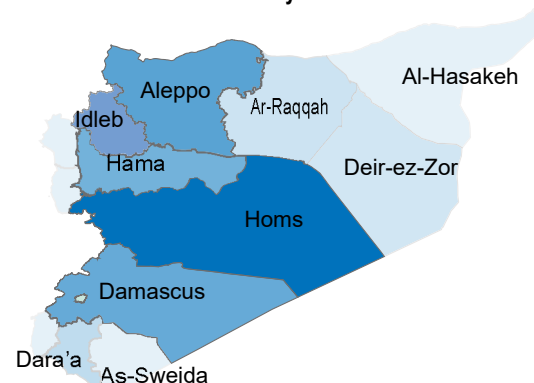 Al-Hasakeh
Aleppo
Ar-Raqqah
Idleb
Hama
Deir-ez-Zor
Homs
Damascus
Dara’a
As-Sweida